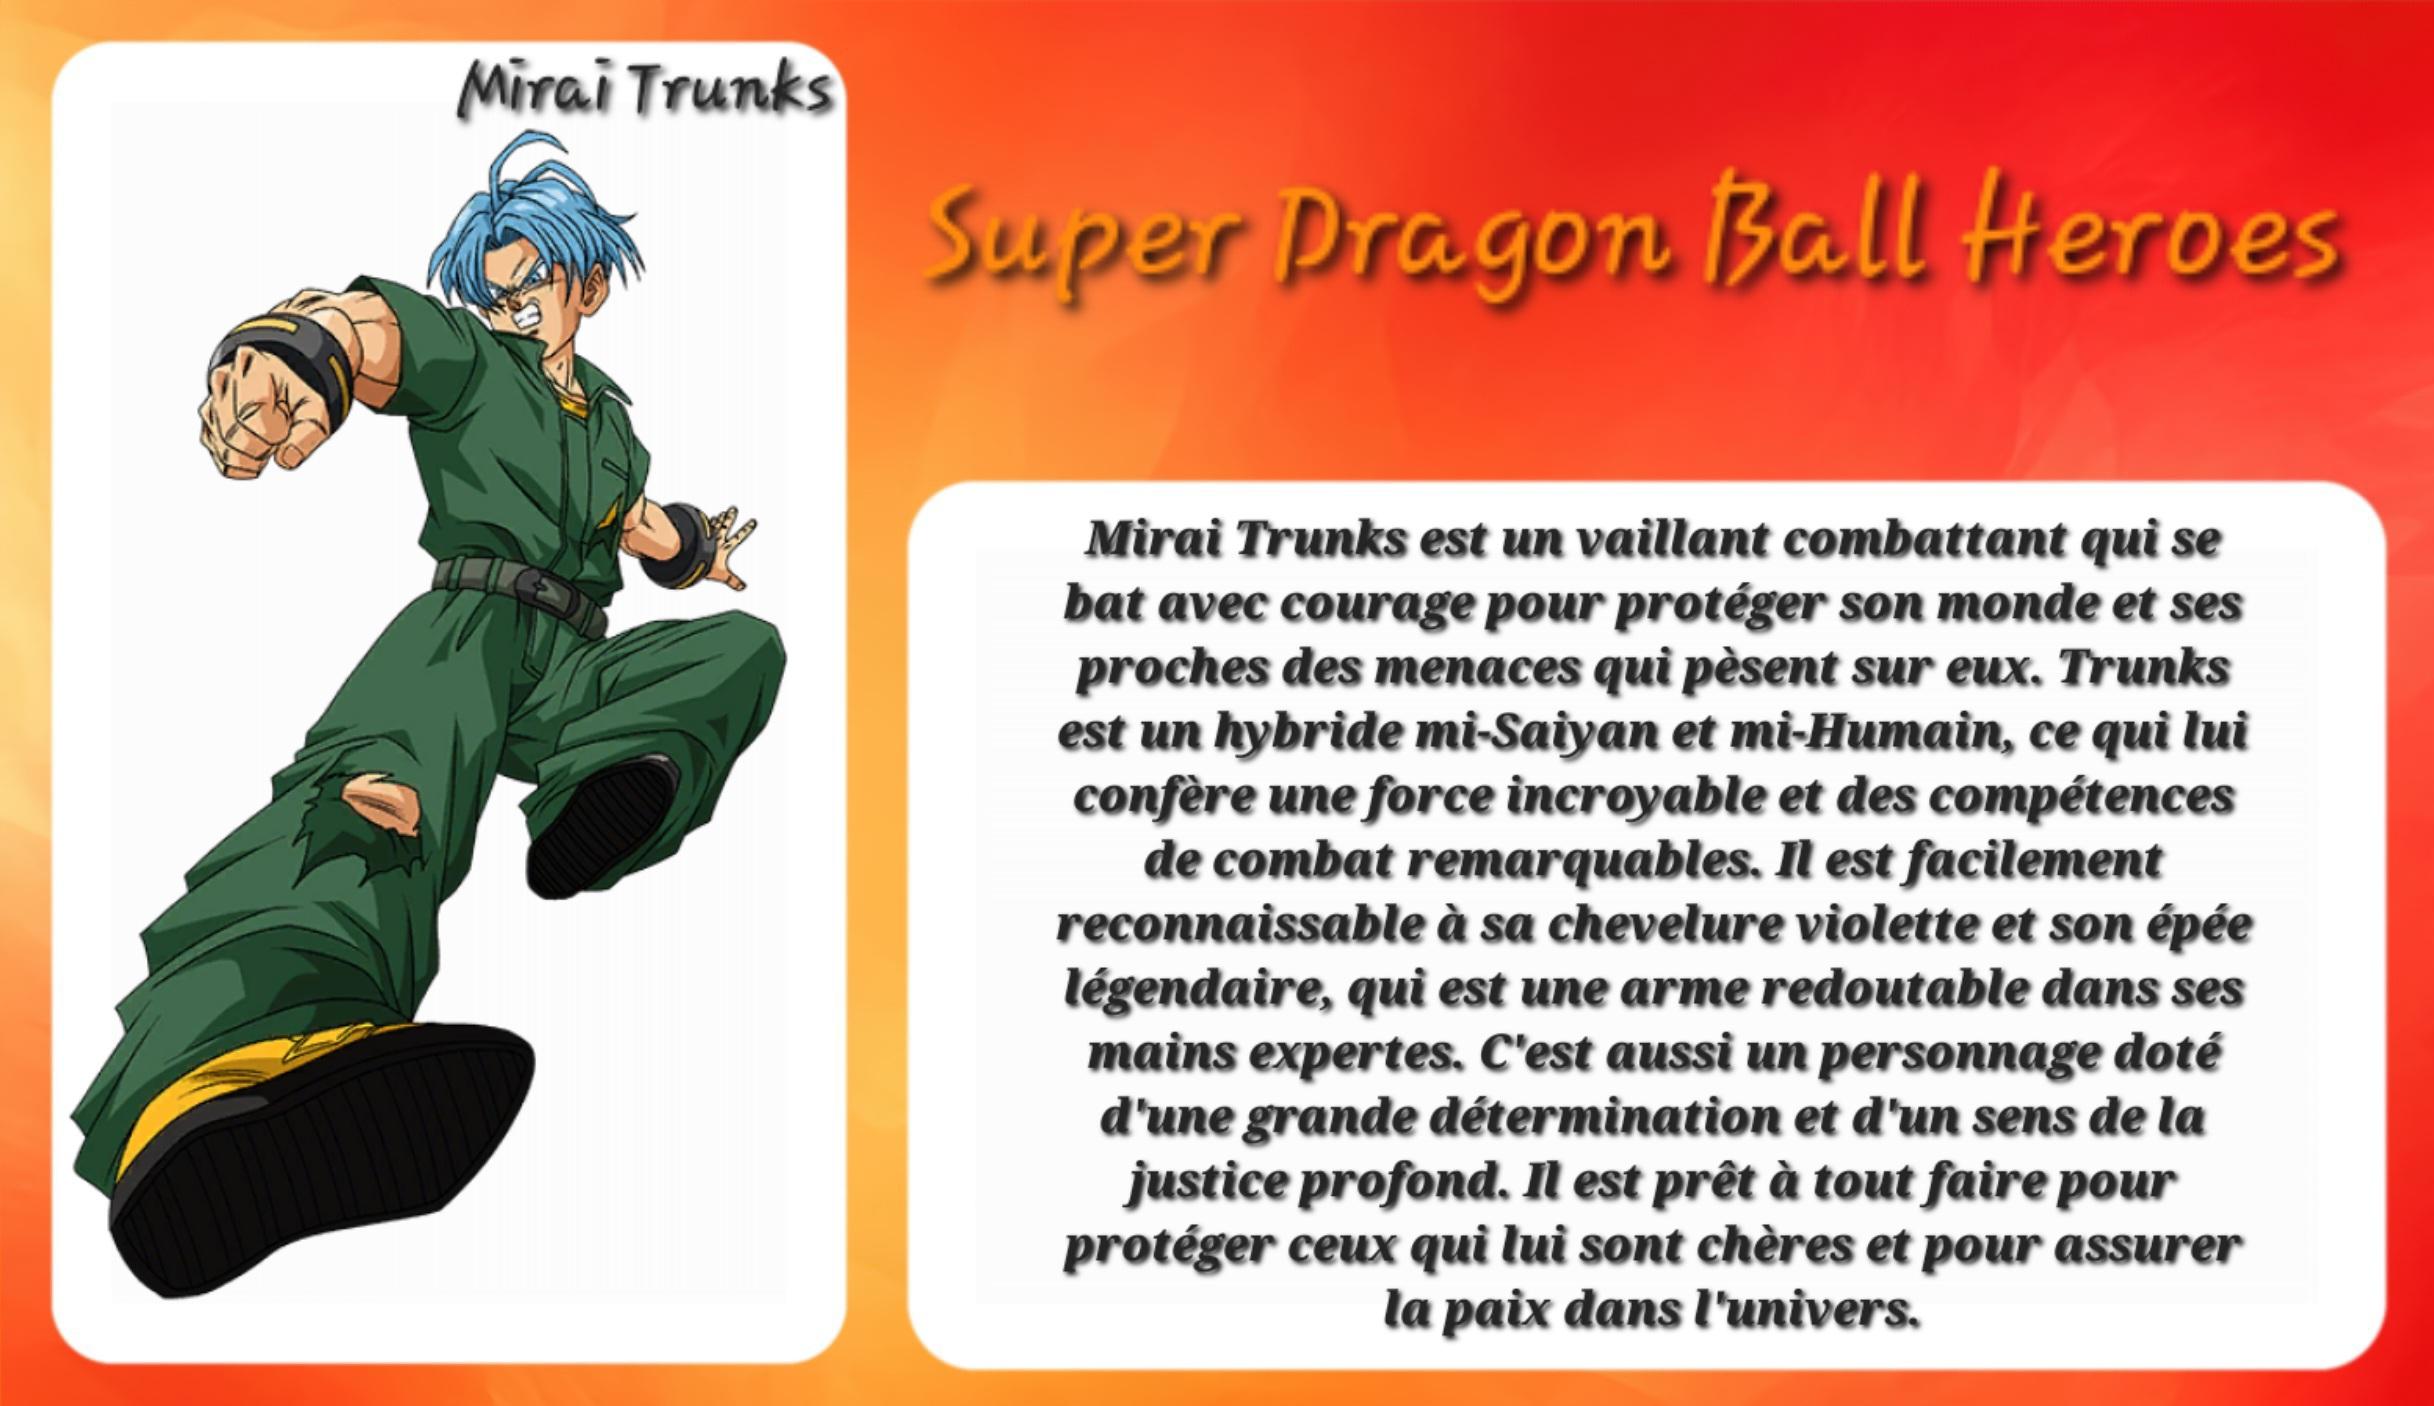 Mirai Trunks
Super Dragon Ball Heroes
Mirai Trunks est un vaillant combattant qui se
bat avec courage pour protéger son monde et ses
proches des menaces qui pèsent sur eux. Trunks
est un hybride mi-Saiyan et mi-Humain, ce qui lui
confère une force incroyable et des compétences
de combat remarquables. Il est facilement
reconnaissable à sa chevelure violette et son épée
légendaire, qui est une arme redoutable dans ses
mains expertes. C'est aussi un personnage doté
d'une grande détermination et d'un sens de la
justice profond. Il est prêt à tout faire pour
protéger ceux qui lui sont chères et pour assurer
la paix dans l'univers.